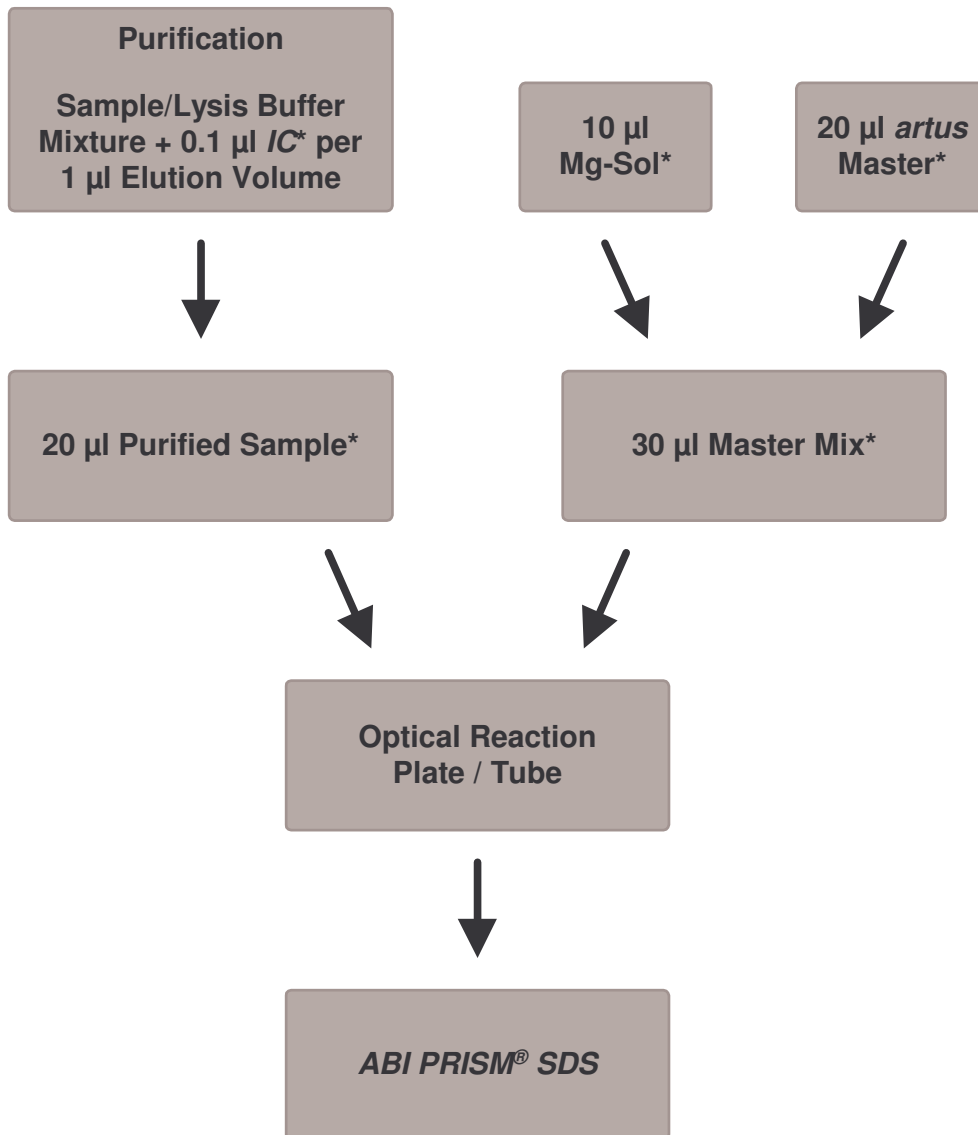 Purification
Sample/Lysis Buffer
Mixture + 0.1 µl IC* per
1 µl Elution Volume
10 µl
Mg-Sol*
20 µl artus
Master*
20 µl Purified Sample*
30 µl Master Mix*
Optical Reaction
Plate / Tube
ABI PRISM® SDS